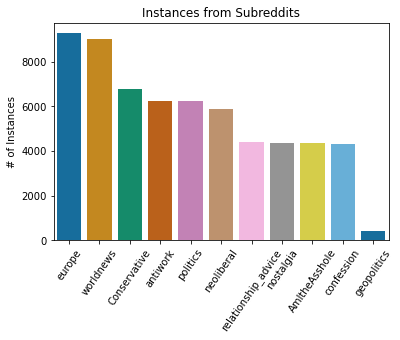 Instances from Subreddits
# of Instances
8000
6000
4000
2000
0
europe
worldnews
Conservative
antiwork
politics
neoliberal
relationship_advice
nostalgia
AmItheAsshole
confession
geopolitics